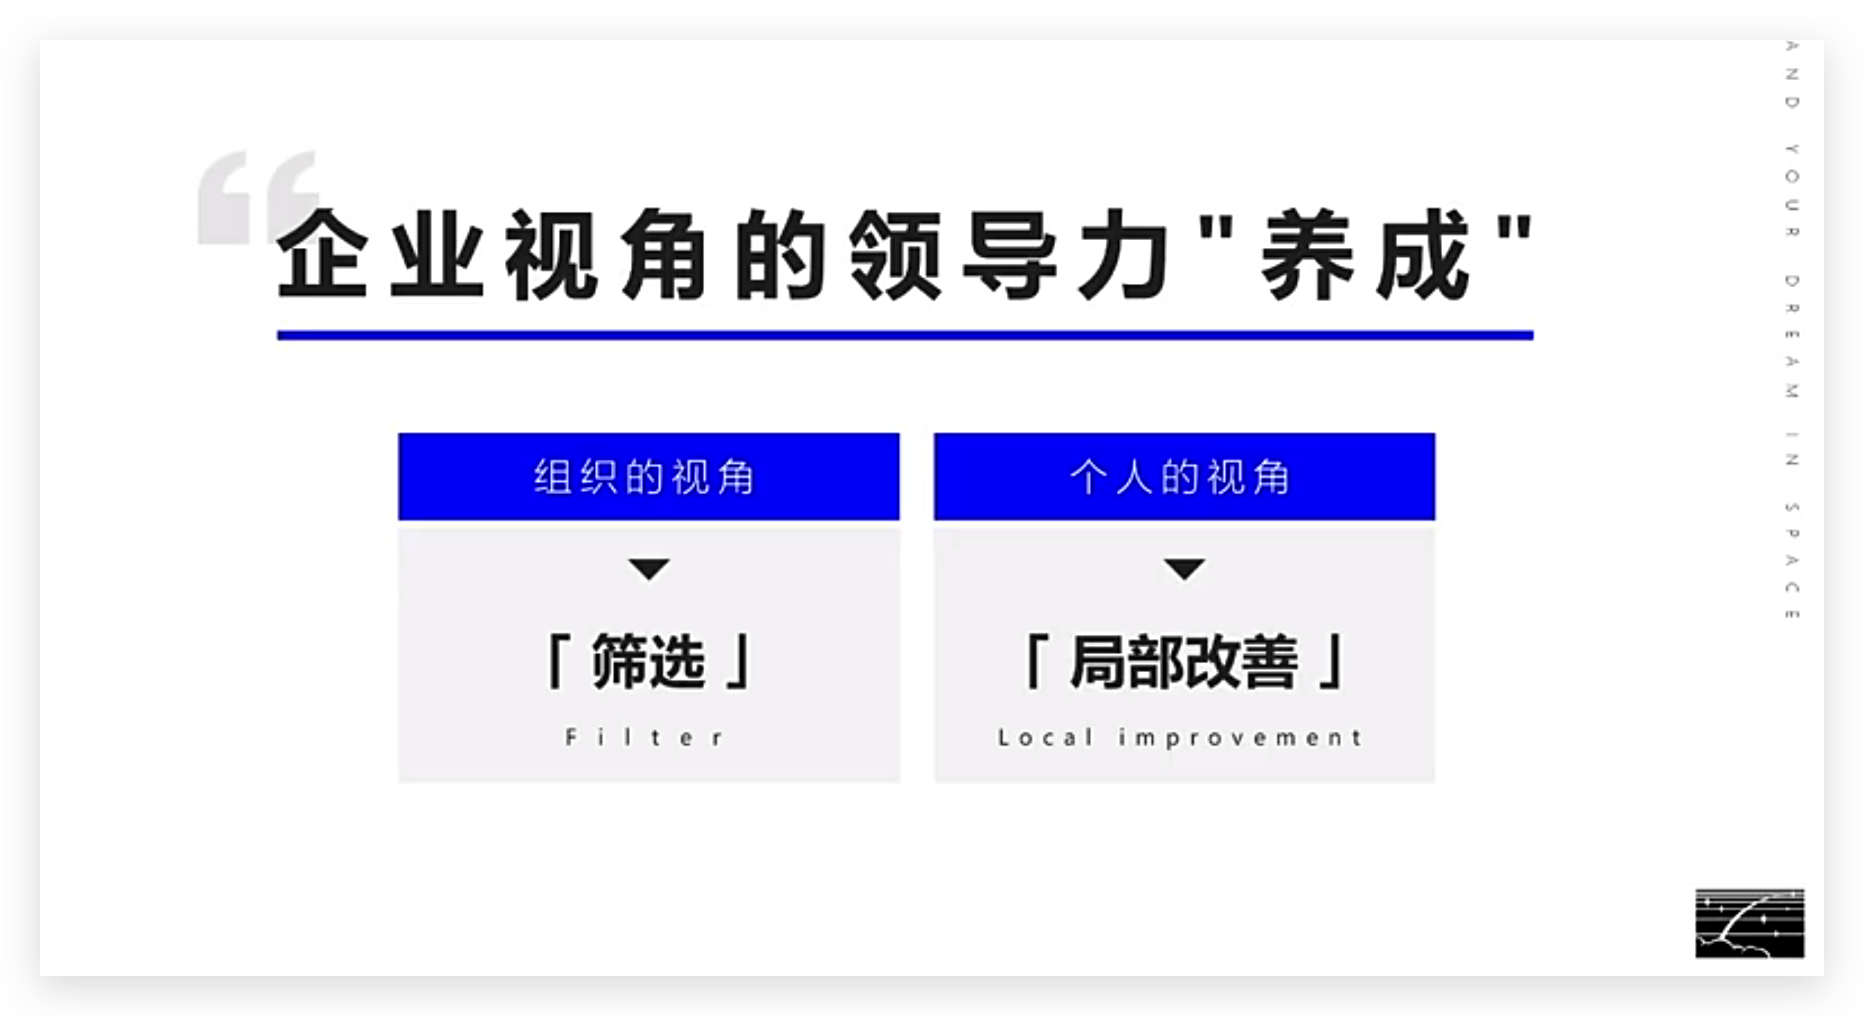 企业视角的领导力"养成"
组织的视角
「筛选」
Filter
个人的视角
「局部改善」
Local improvement
AND YOUR DREAM IN SPACE